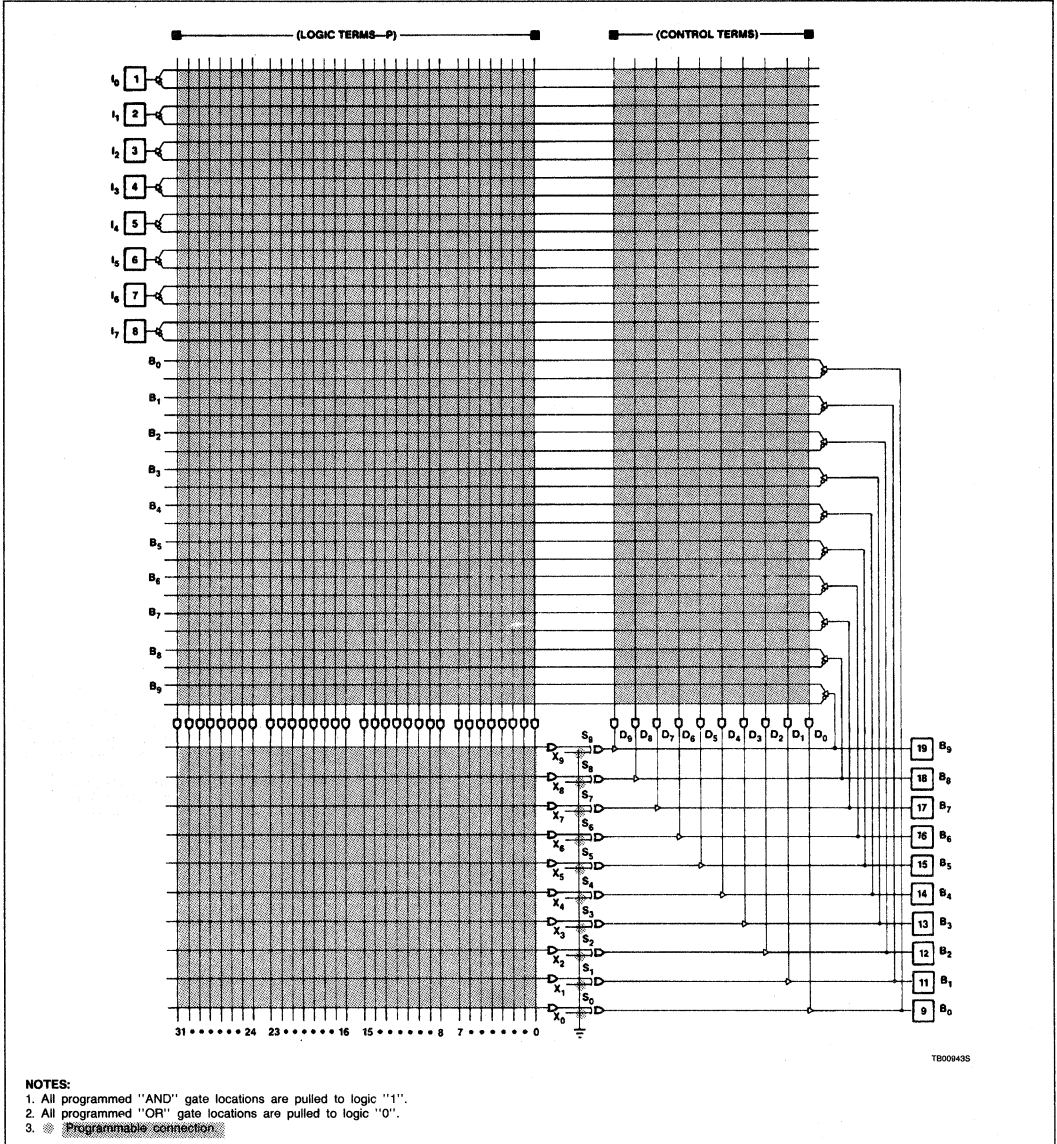 (LOGIC TERMS—P) (CONTROL TERMS)
I0 1
I1 2
I2 3
I3 4
I4 5
I5 6
I6 7
I7 8
B0
B1
B2
B3
B4
B5
B6
B7
B8
B9
S9 D9 D8 D7 D6 D5 D4 D3 D2 D1 D0
X9 19 B9
S8
X8 18 B8
S7
X7 17 B7
S6
X6 16 B6
S5
X5 15 B5
S4
X4 14 B4
S3
X3 13 B3
S2
X2 12 B2
S1
X1 11 B1
S0
X0 9 B0
31 • • • • • • 24 23 • • • • • • 16 15 • • • • • • 8 7 • • • • • • 0
TB00943S
NOTES:
1. All programmed "AND" gate locations are pulled to logic "1".
2. All programmed "OR" gate locations are pulled to logic "0".
3. Programmable connection.